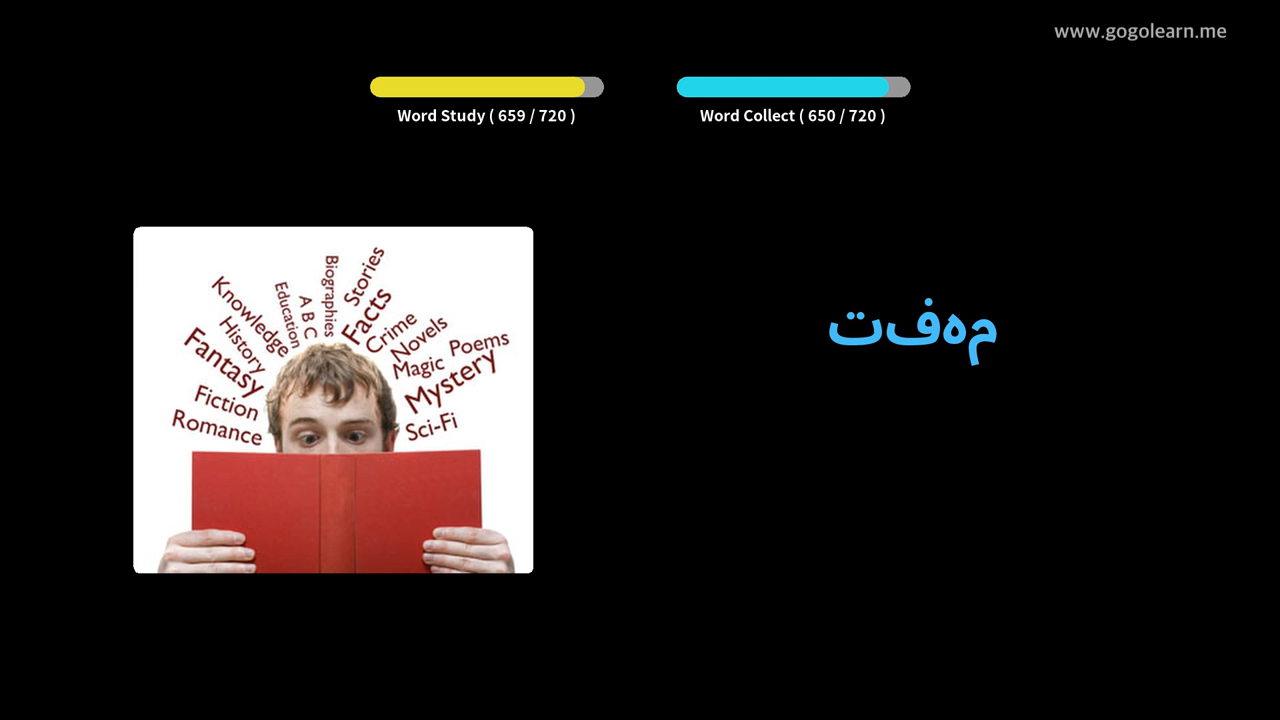 www.gogolearn.me
Word Study ( 659 / 720 )
Word Collect ( 650 / 720 )
مهفت
Knowledge
History
Fantasy
Fiction
Romance
Education
A B C
Biographies
Stories
Facts
Crime
Novels
Magic
Poems
Mystery
Sci-Fi